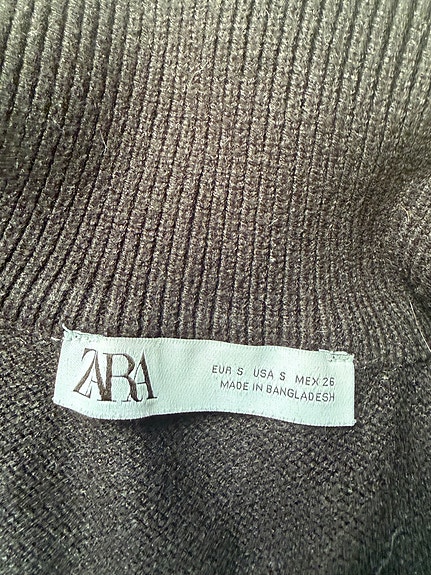 ZARA
EUR S USA S MEX 26
MADE IN BANGLADESH